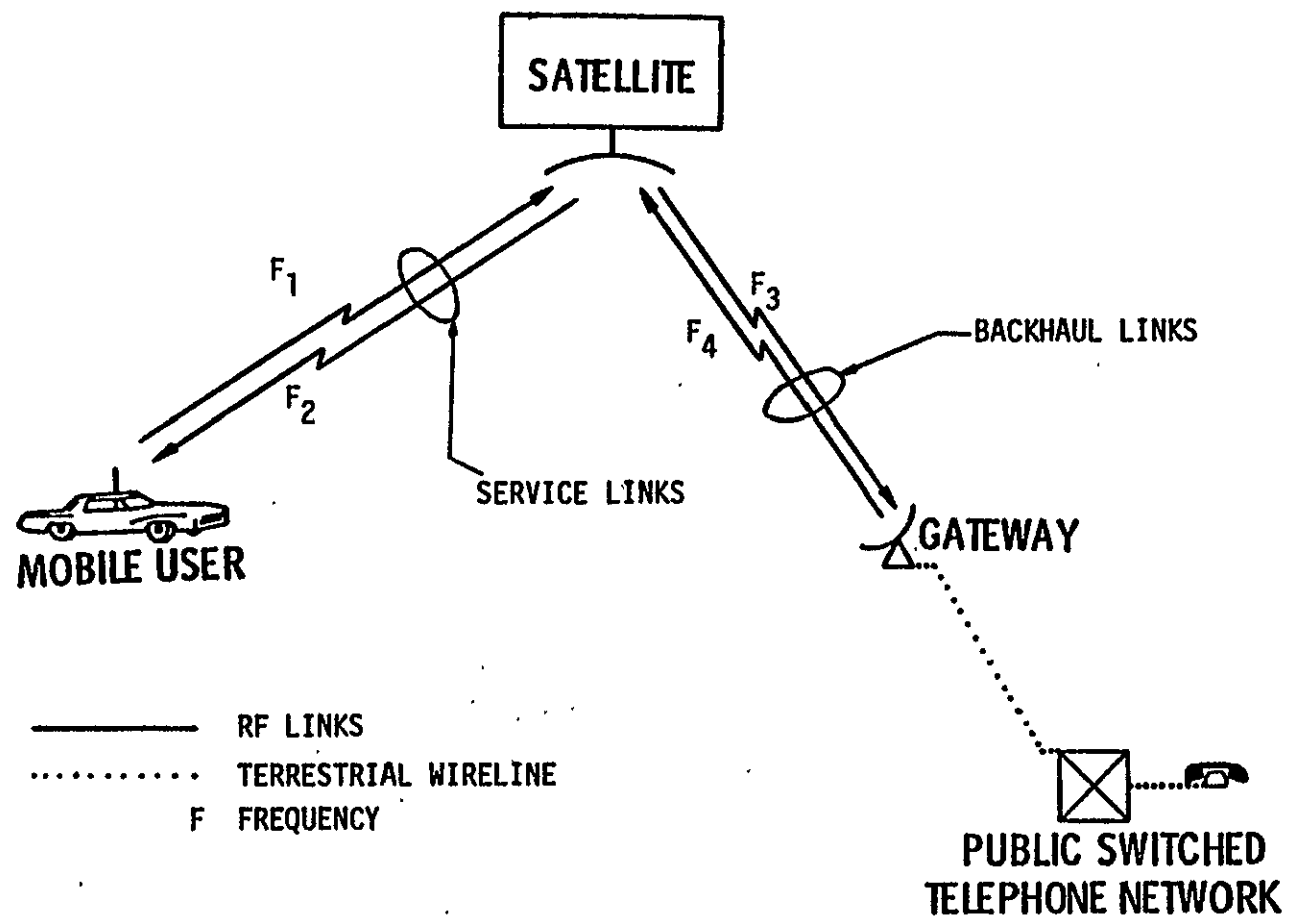 SATELLITE
F1
F2
F3
F4
BACKHAUL LINKS
SERVICE LINKS
MOBILE USER
GATEWAY
RF LINKS
TERRESTRIAL WIRELINE
F FREQUENCY
PUBLIC SWITCHED
TELEPHONE NETWORK